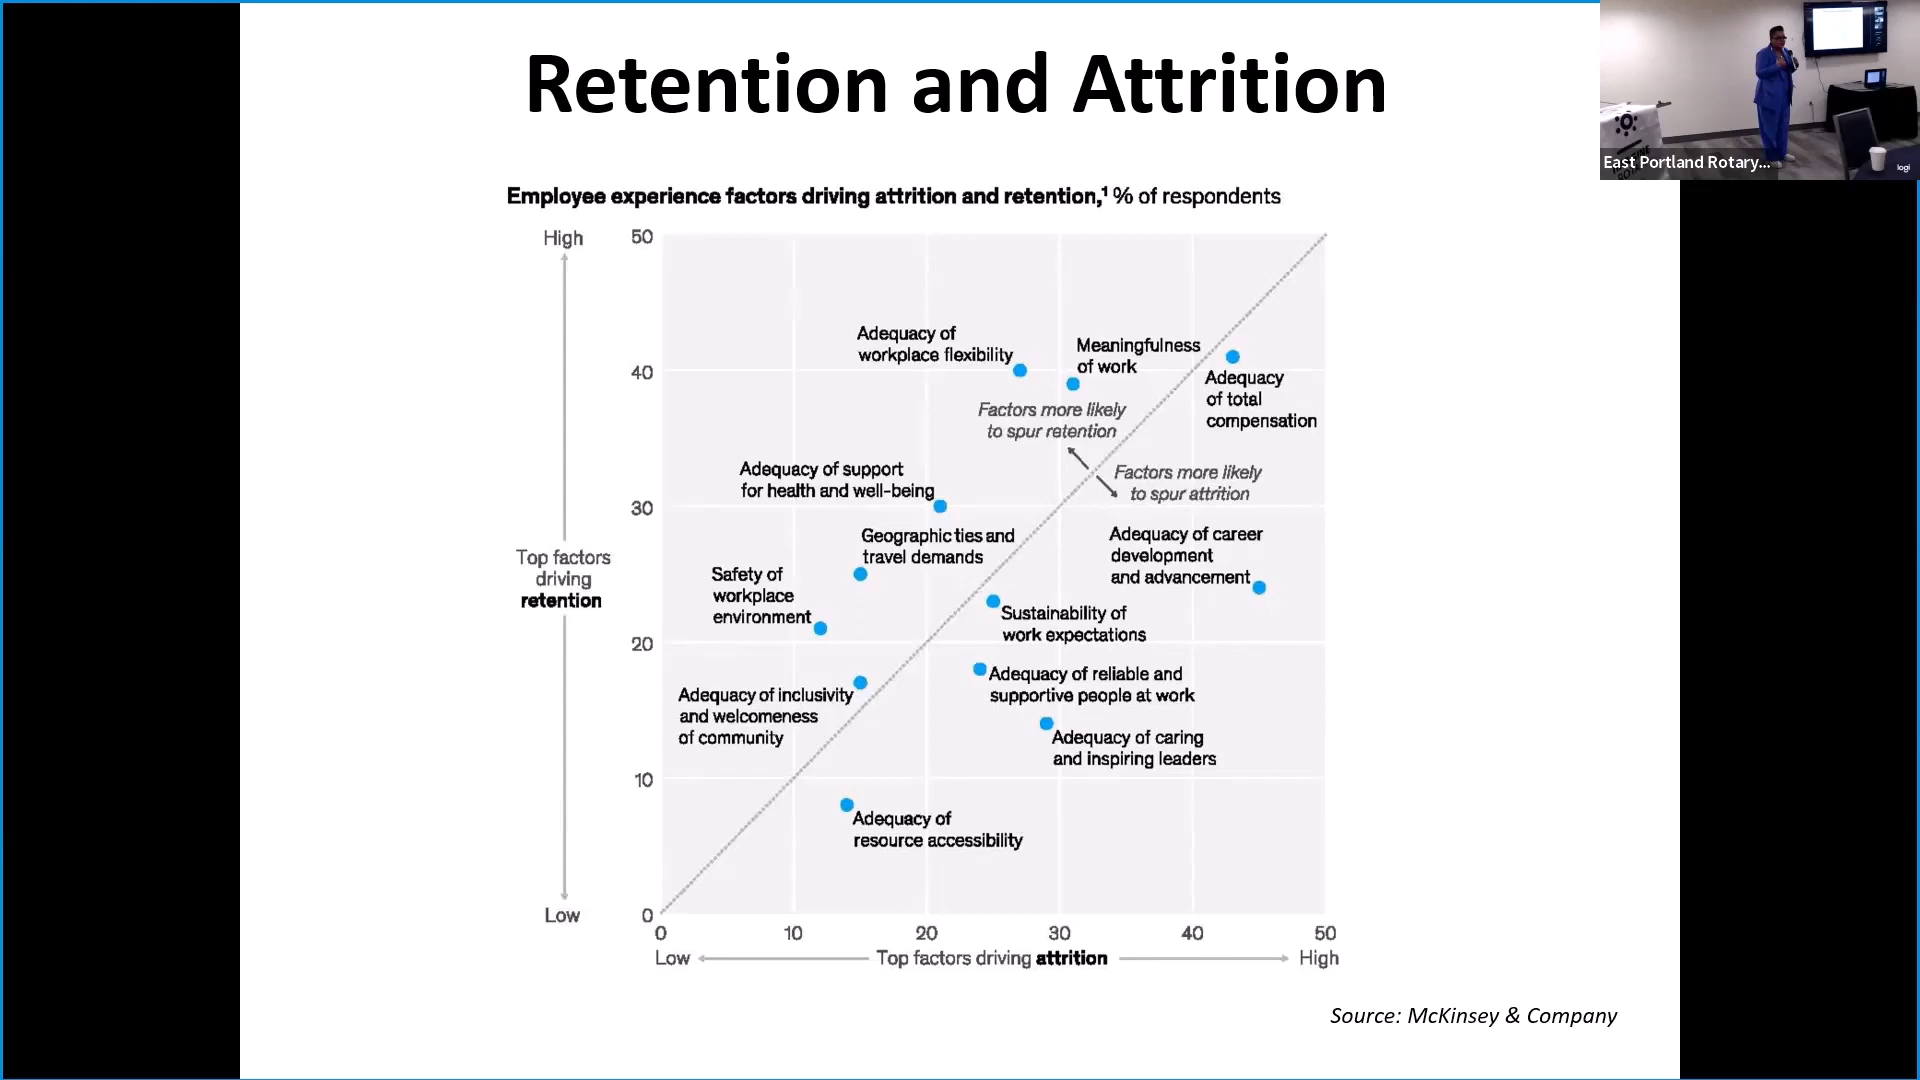 Retention and Attrition
East Portland Rotary...
logi
Employee experience factors driving attrition and retention,¹ % of respondents
High
50
40
30
20
10
0
Low
Top factors
driving
retention
Adequacy of
workplace flexibility
Meaningfulness
of work
Adequacy
of total
compensation
Factors more likely
to spur retention
Factors more likely
to spur attrition
Adequacy of support
for health and well-being
Geographic ties and
travel demands
Adequacy of career
development
and advancement
Safety of
workplace
environment
Sustainability of
work expectations
Adequacy of reliable and
supportive people at work
Adequacy of inclusivity
and welcomeness
of community
Adequacy of caring
and inspiring leaders
Adequacy of
resource accessibility
0 10 20 30 40 50
Low Top factors driving attrition High
Source: McKinsey & Company